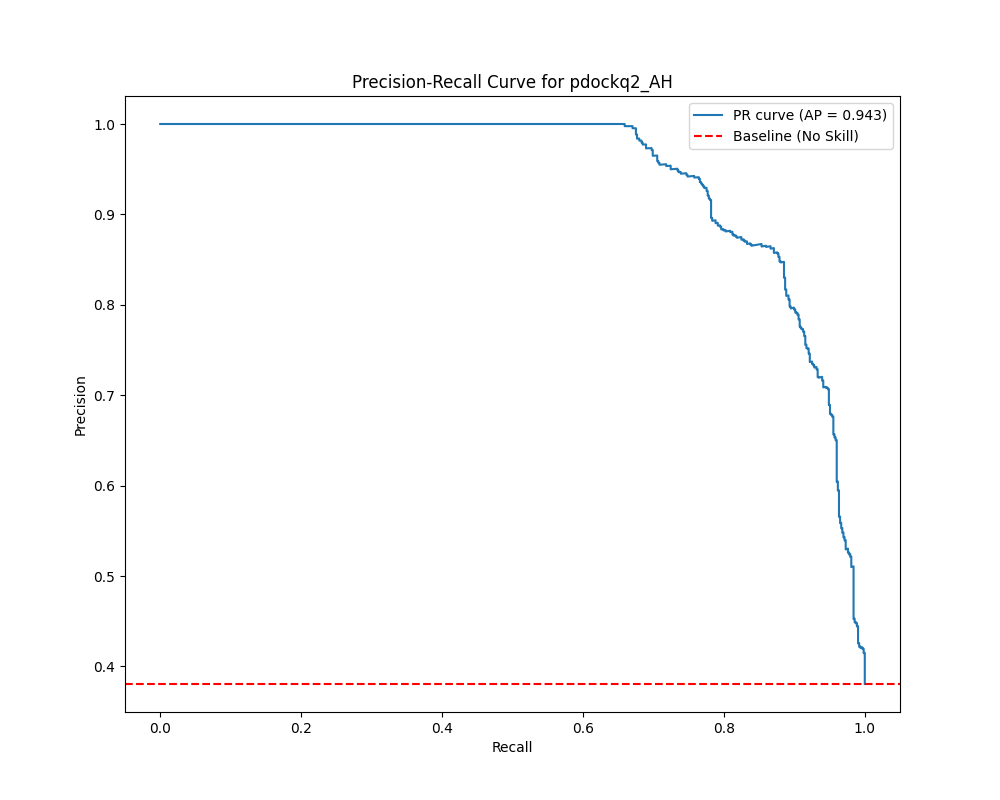 Precision-Recall Curve for pdockq2_AH
PR curve (AP = 0.943)
Baseline (No Skill)
1.0
0.9
0.8
0.7
0.6
0.5
0.4
Precision
0.0 0.2 0.4 0.6 0.8 1.0
Recall